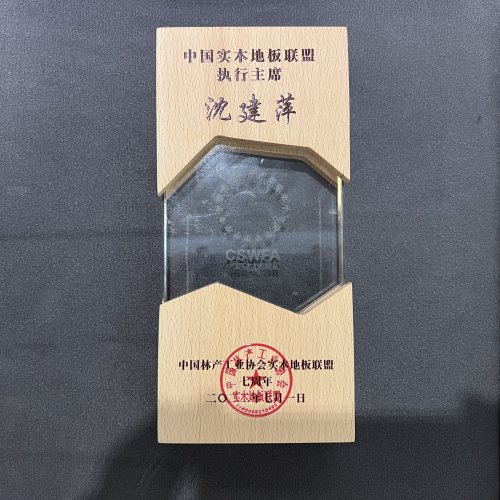 中国实木地板联盟
执行主席
沈建萍
CSWFA
中国林产工业协会实木地板联盟
七周年
年七月一日